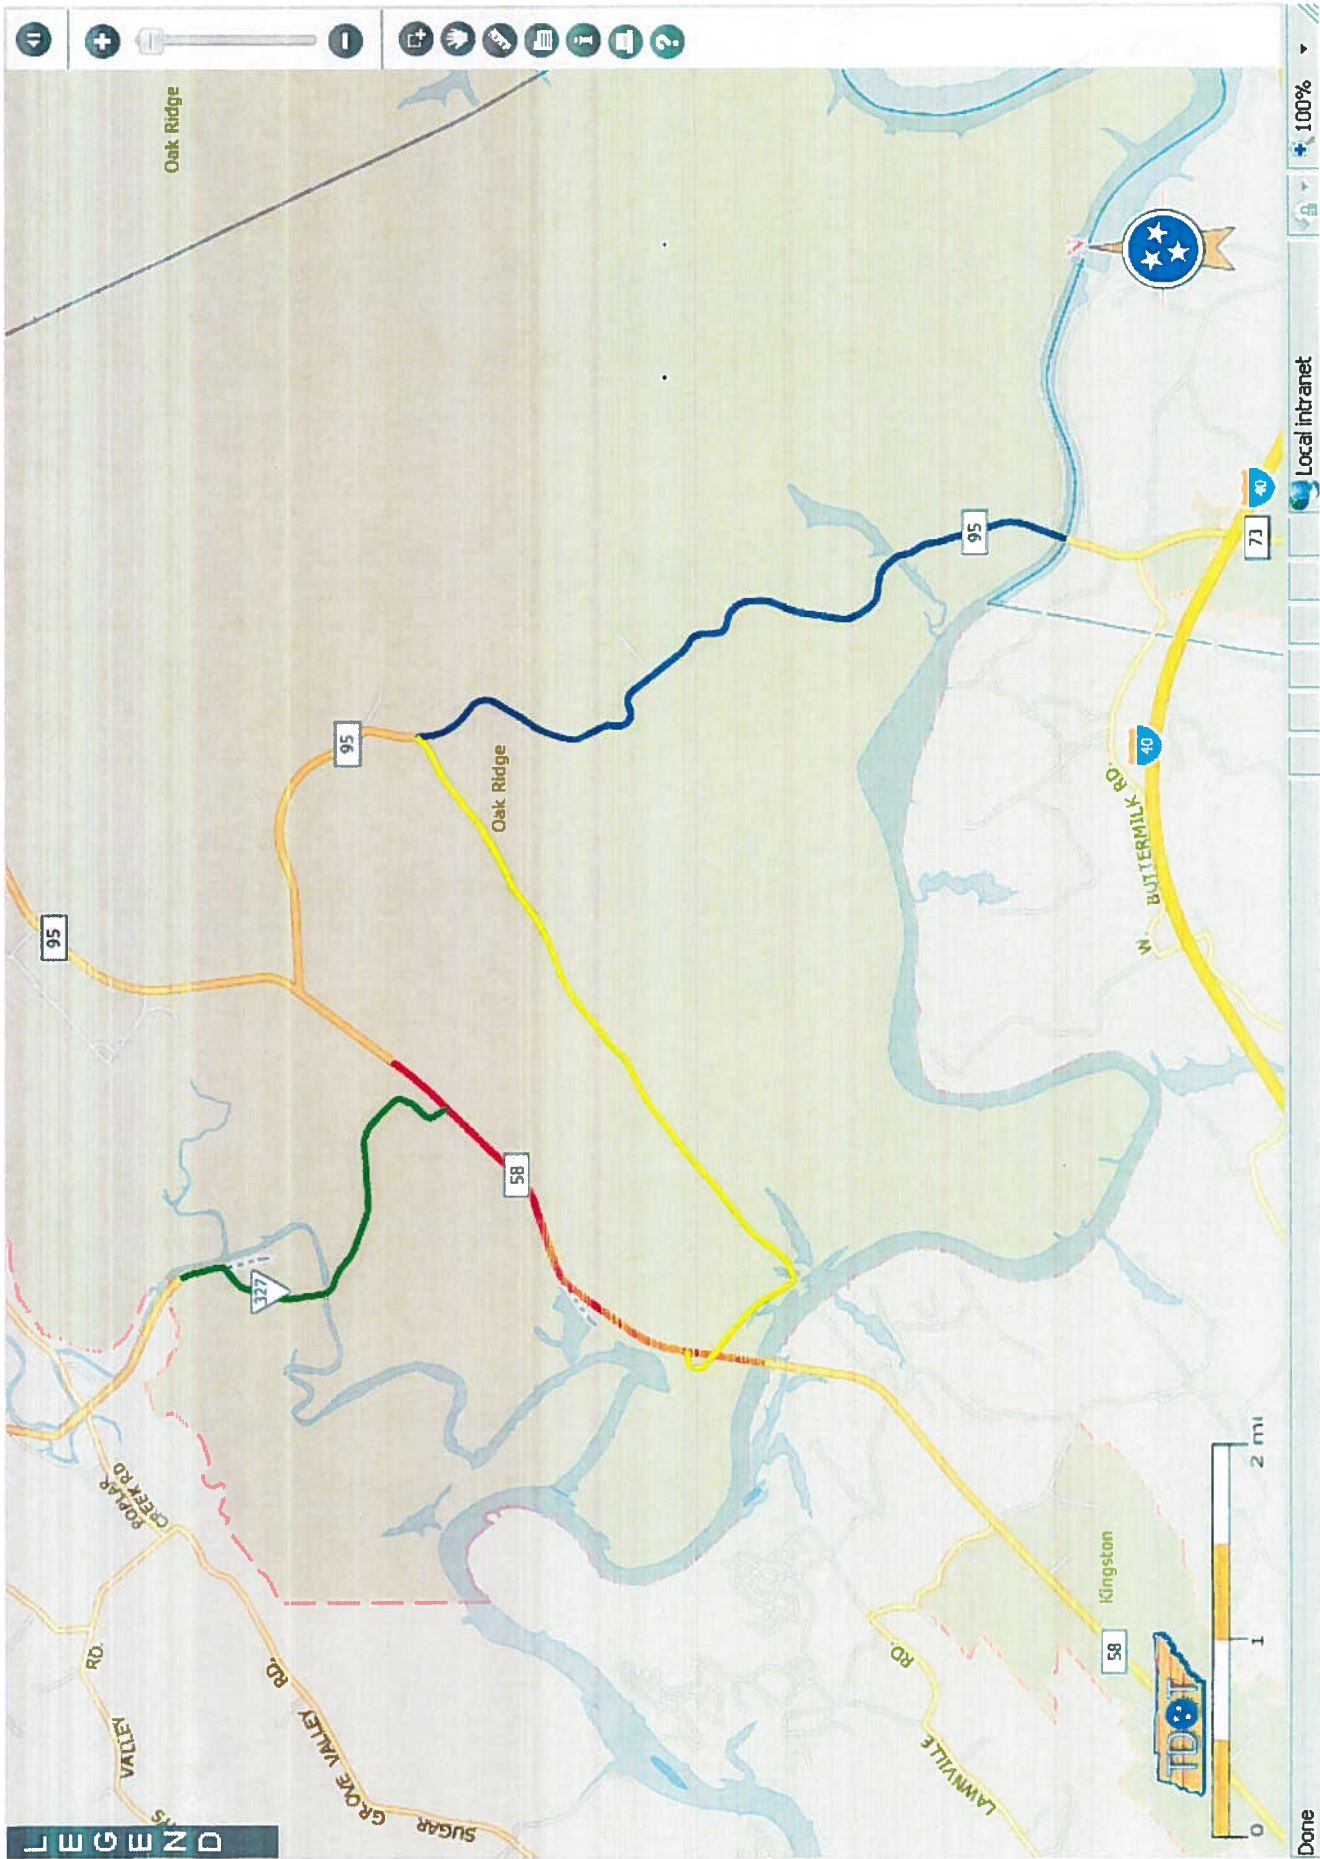 LEGEND
Oak Ridge
95
95
Oak Ridge
95
58
327
POPLAR
CREEK RD
VALLEY
RD.
SUGAR
GROVE VALLEY
RD.
LAWNVILLE
RD.
58
Kingston
W. BUTTERMILK RD.
40
73
40
TDOT
0 1 2 mi
Done
Local intranet
100%